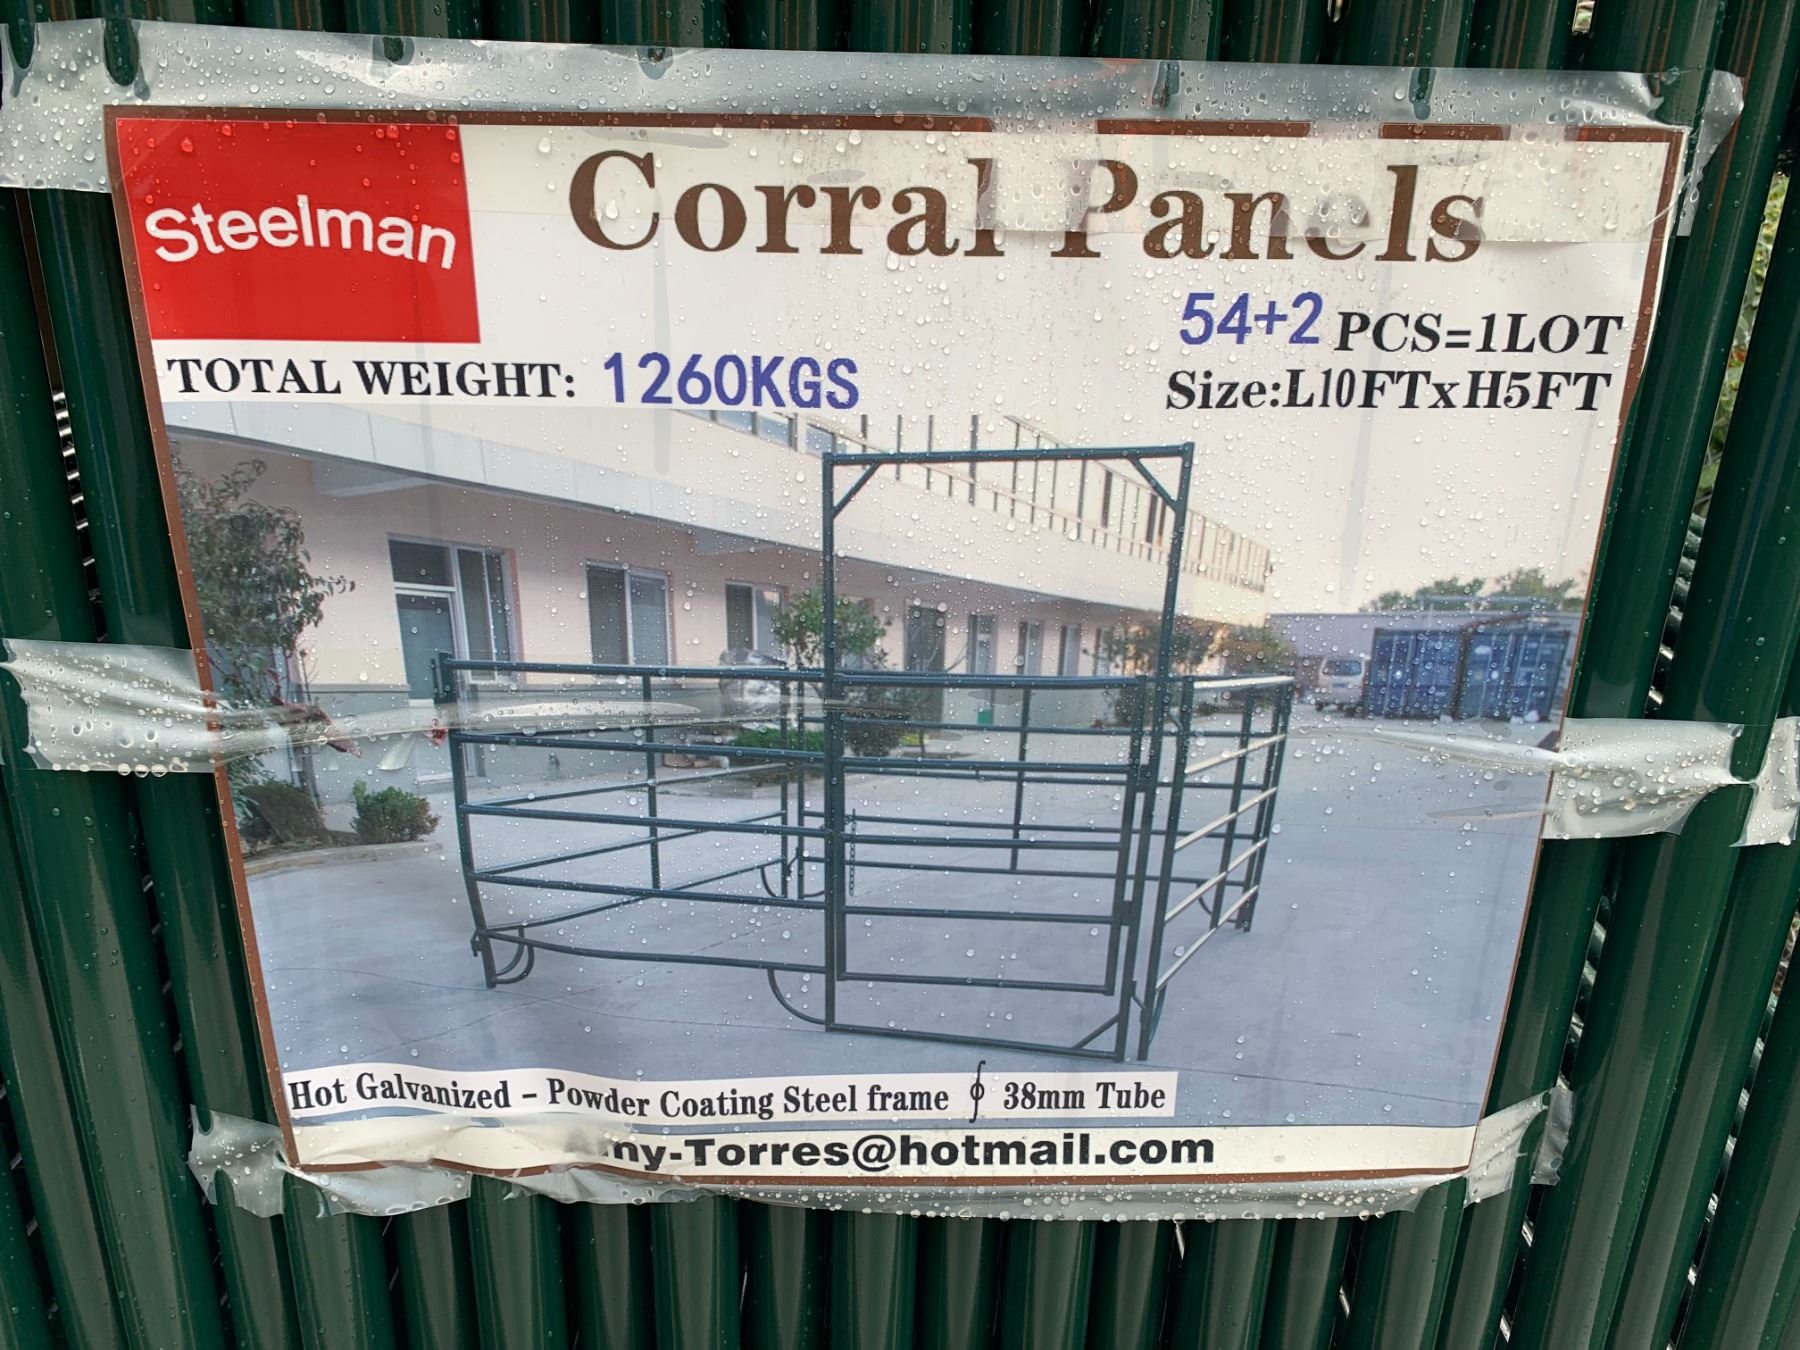 Steelman
Corral Panels
54+2 PCS=1LOT
TOTAL WEIGHT: 1260KGS
Size:L10FTxH5FT
Hot Galvanized - Powder Coating Steel frame ∮ 38mm Tube
ny-Torres@hotmail.com